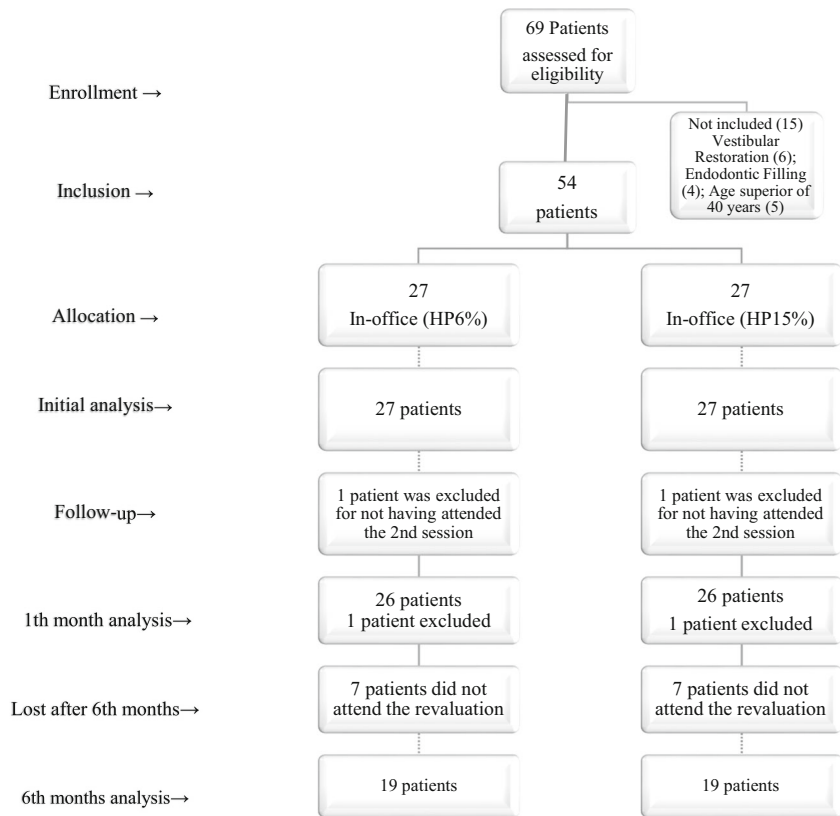 69 Patients
assessed for
eligibility
Enrollment →
Not included (15)
Vestibular
Restoration (6);
Endodontic Filling
(4); Age superior of
40 years (5)
Inclusion →
54
patients
Allocation →
27
In-office (HP6%)
27
In-office (HP15%)
Initial analysis→
27 patients
27 patients
Follow-up→
1 patient was excluded
for not having attended
the 2nd session
1 patient was excluded
for not having attended
the 2nd session
1th month analysis→
26 patients
1 patient excluded
26 patients
1 patient excluded
Lost after 6th months→
7 patients did not
attend the revaluation
7 patients did not
attend the revaluation
6th months analysis→
19 patients
19 patients